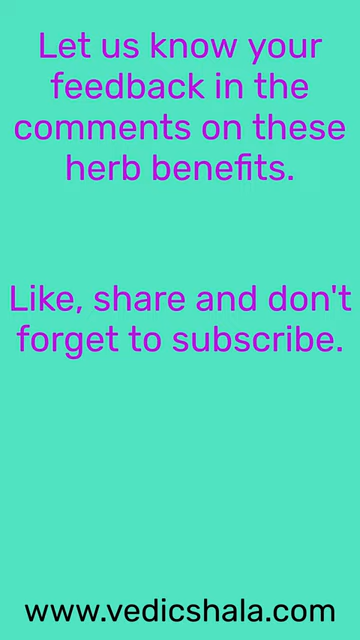 Let us know your
feedback in the
comments on these
herb benefits.
Like, share and don't
forget to subscribe.
www.vedicshala.com